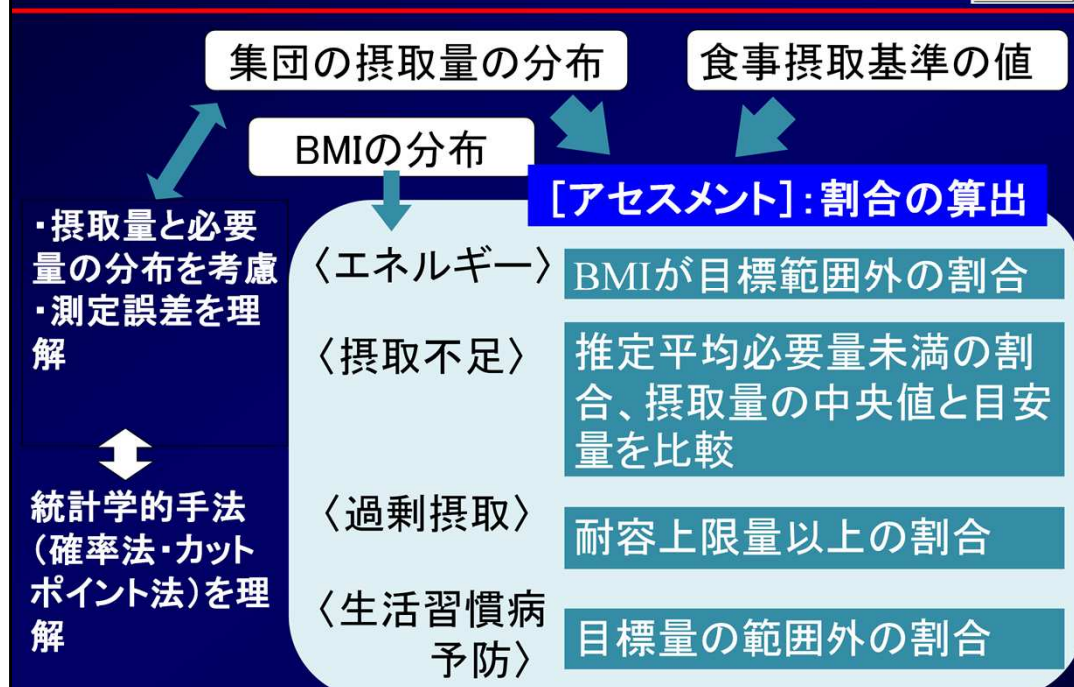 集団の摂取量の分布
食事摂取基準の値
BMIの分布
[アセスメント]:割合の算出
・摂取量と必要
量の分布を考慮
・測定誤差を理
解
統計学的手法
(確率法・カット
ポイント法)を理
解
〈エネルギー〉
BMIが目標範囲外の割合
〈摂取不足〉
推定平均必要量未満の割
合、摂取量の中央値と目安
量を比較
〈過剰摂取〉
耐容上限量以上の割合
〈生活習慣病
予防〉
目標量の範囲外の割合